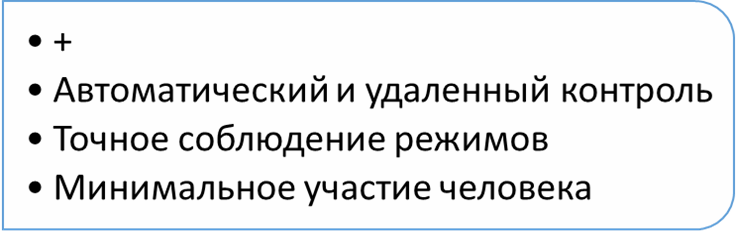 • +
• Автоматический и удаленный контроль
• Точное соблюдение режимов
• Минимальное участие человека